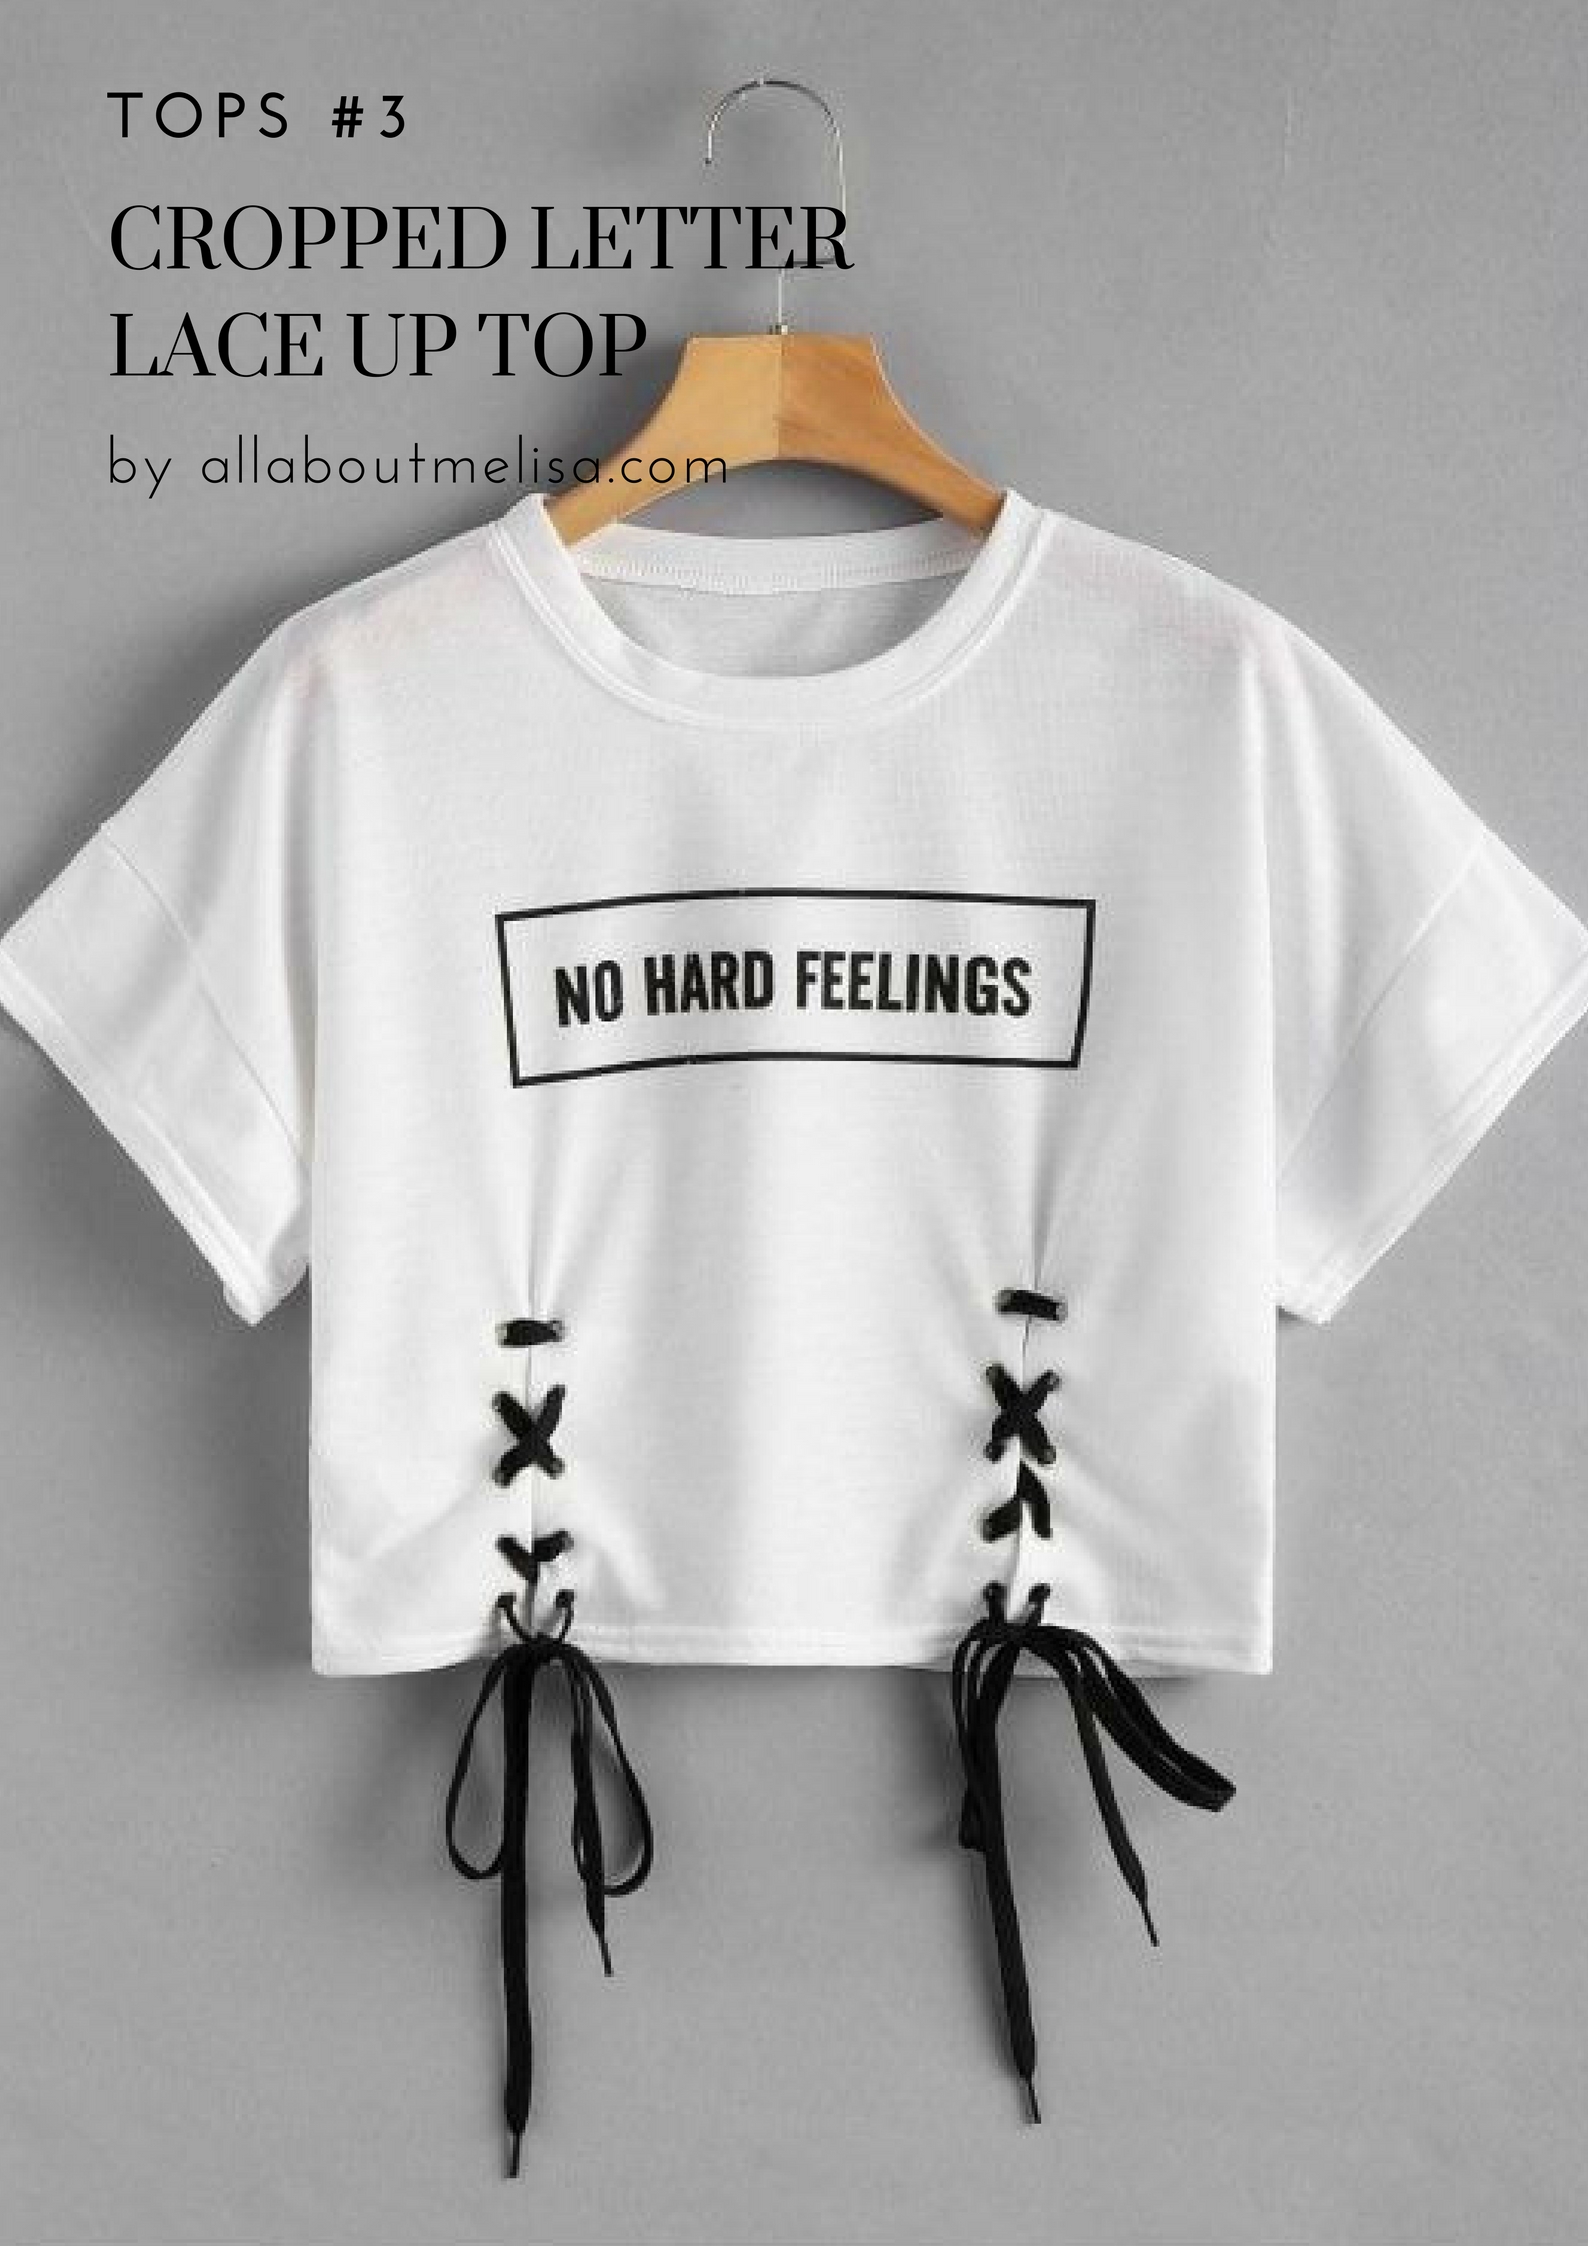 TOPS #3
CROPPED LETTER
LACE UP TOP
by allaboutmelisa.com
NO HARD FEELINGS